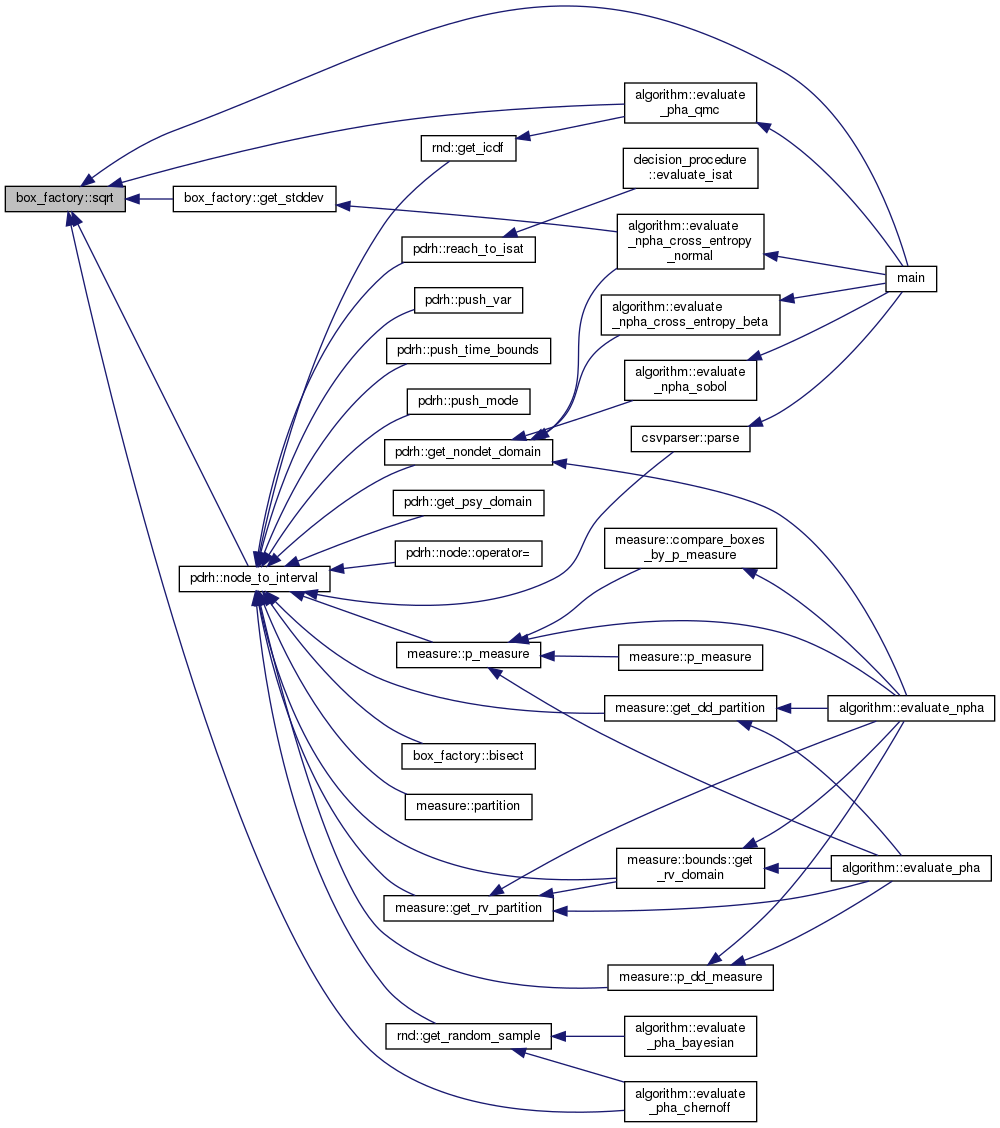 algorithm::evaluate
_pha_qmc
rnd::get_icdf
decision_procedure
::evaluate_isat
box_factory::sqrt
box_factory::get_stddev
algorithm::evaluate
_npha_cross_entropy
_normal
pdrh::reach_to_isat
main
pdrh::push_var
algorithm::evaluate
_npha_cross_entropy_beta
pdrh::push_time_bounds
algorithm::evaluate
_npha_sobol
pdrh::push_mode
csvparser::parse
pdrh::get_nondet_domain
pdrh::get_psy_domain
measure::compare_boxes
_by_p_measure
pdrh::node::operator=
pdrh::node_to_interval
measure::p_measure
measure::p_measure
measure::get_dd_partition
algorithm::evaluate_npha
box_factory::bisect
measure::partition
measure::bounds::get
_rv_domain
algorithm::evaluate_pha
measure::get_rv_partition
measure::p_dd_measure
rnd::get_random_sample
algorithm::evaluate
_pha_bayesian
algorithm::evaluate
_pha_chernoff